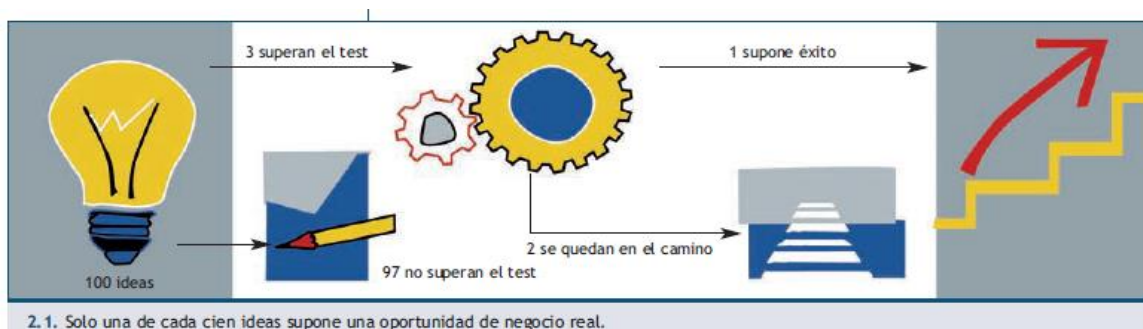 3 superan el test
1 supone éxito
2 se quedan en el camino
97 no superan el test
100 ideas
2.1. Solo una de cada cien ideas supone una oportunidad de negocio real.